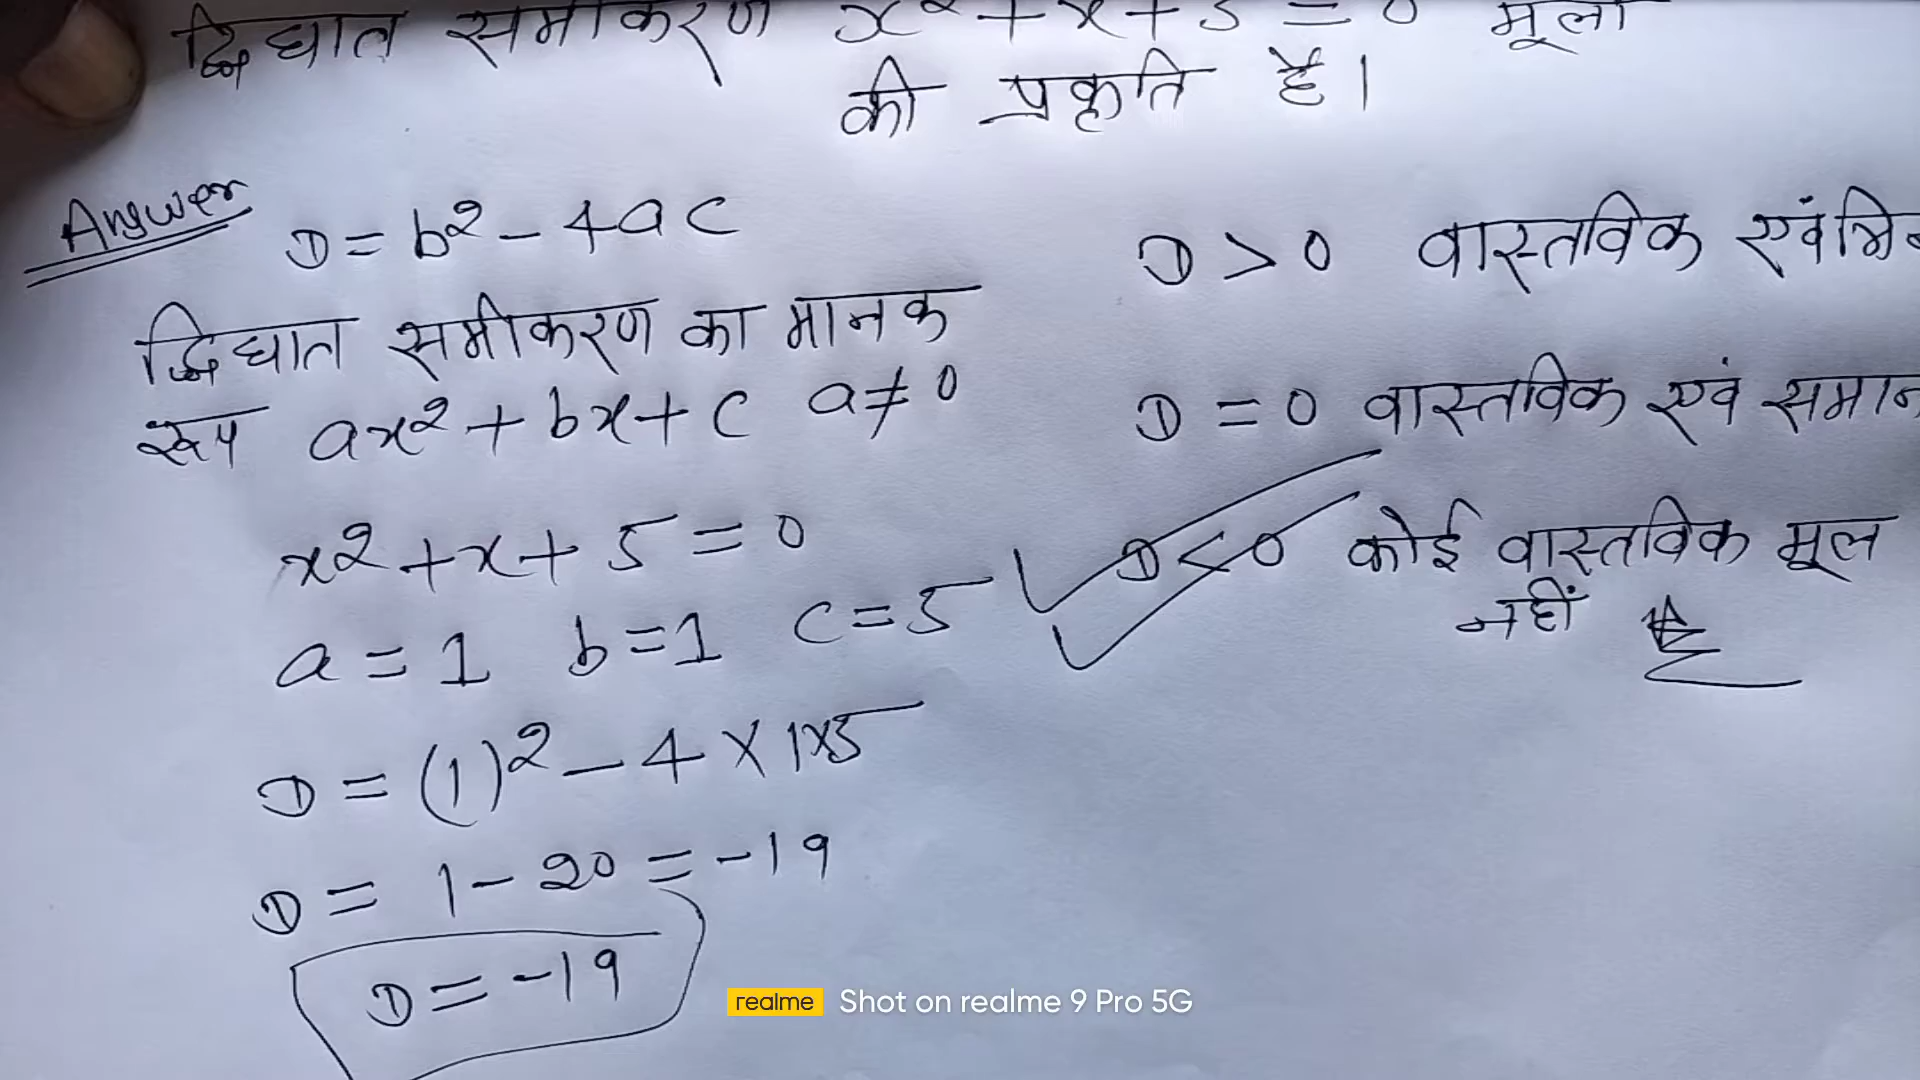 द्विघात समीकरण x² + x + 5 = 0 मूलों
की प्रकृति है।
Answer
D = b² - 4ac
द्विघात समीकरण का मानक
रूप ax² + bx + c a ≠ 0
x² + x + 5 = 0
a = 1 b = 1 c = 5
D = (1)² - 4 × 1×5
D = 1 - 20 = -19
D = -19
D > 0 वास्तविक एवं
D = 0 वास्तविक एवं समान
D < 0 कोई वास्तविक मूल
नहीं है
realme Shot on realme 9 Pro 5G